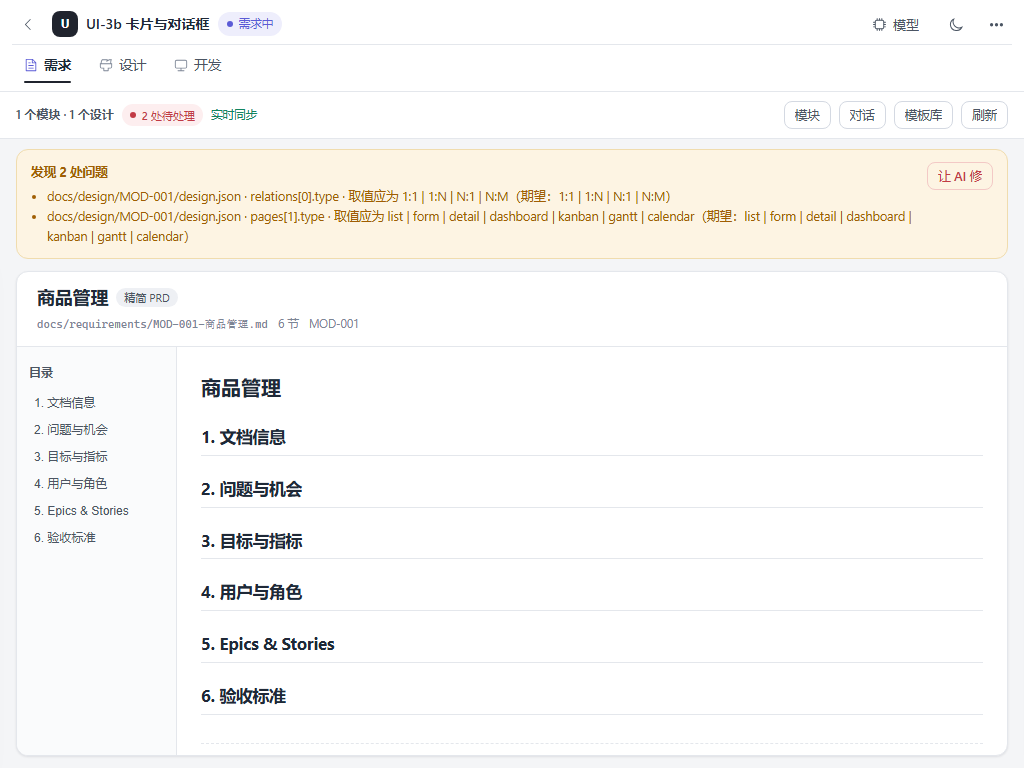 U UI-3b 卡片与对话框 需求中 模型
需求 设计 开发
1 个模块 · 1 个设计 2 处待处理 实时同步 模块 对话 模板库 刷新
发现 2 处问题 让 AI 修
docs/design/MOD-001/design.json · relations[0].type · 取值应为 1:1 | 1:N | N:1 | N:M（期望：1:1 | 1:N | N:1 | N:M）
docs/design/MOD-001/design.json · pages[1].type · 取值应为 list | form | detail | dashboard | kanban | gantt | calendar（期望：list | form | detail | dashboard |
kanban | gantt | calendar）
商品管理 精简 PRD
docs/requirements/MOD-001-商品管理.md 6 节 MOD-001
目录
1. 文档信息
2. 问题与机会
3. 目标与指标
4. 用户与角色
5. Epics & Stories
6. 验收标准
商品管理
1. 文档信息
2. 问题与机会
3. 目标与指标
4. 用户与角色
5. Epics & Stories
6. 验收标准